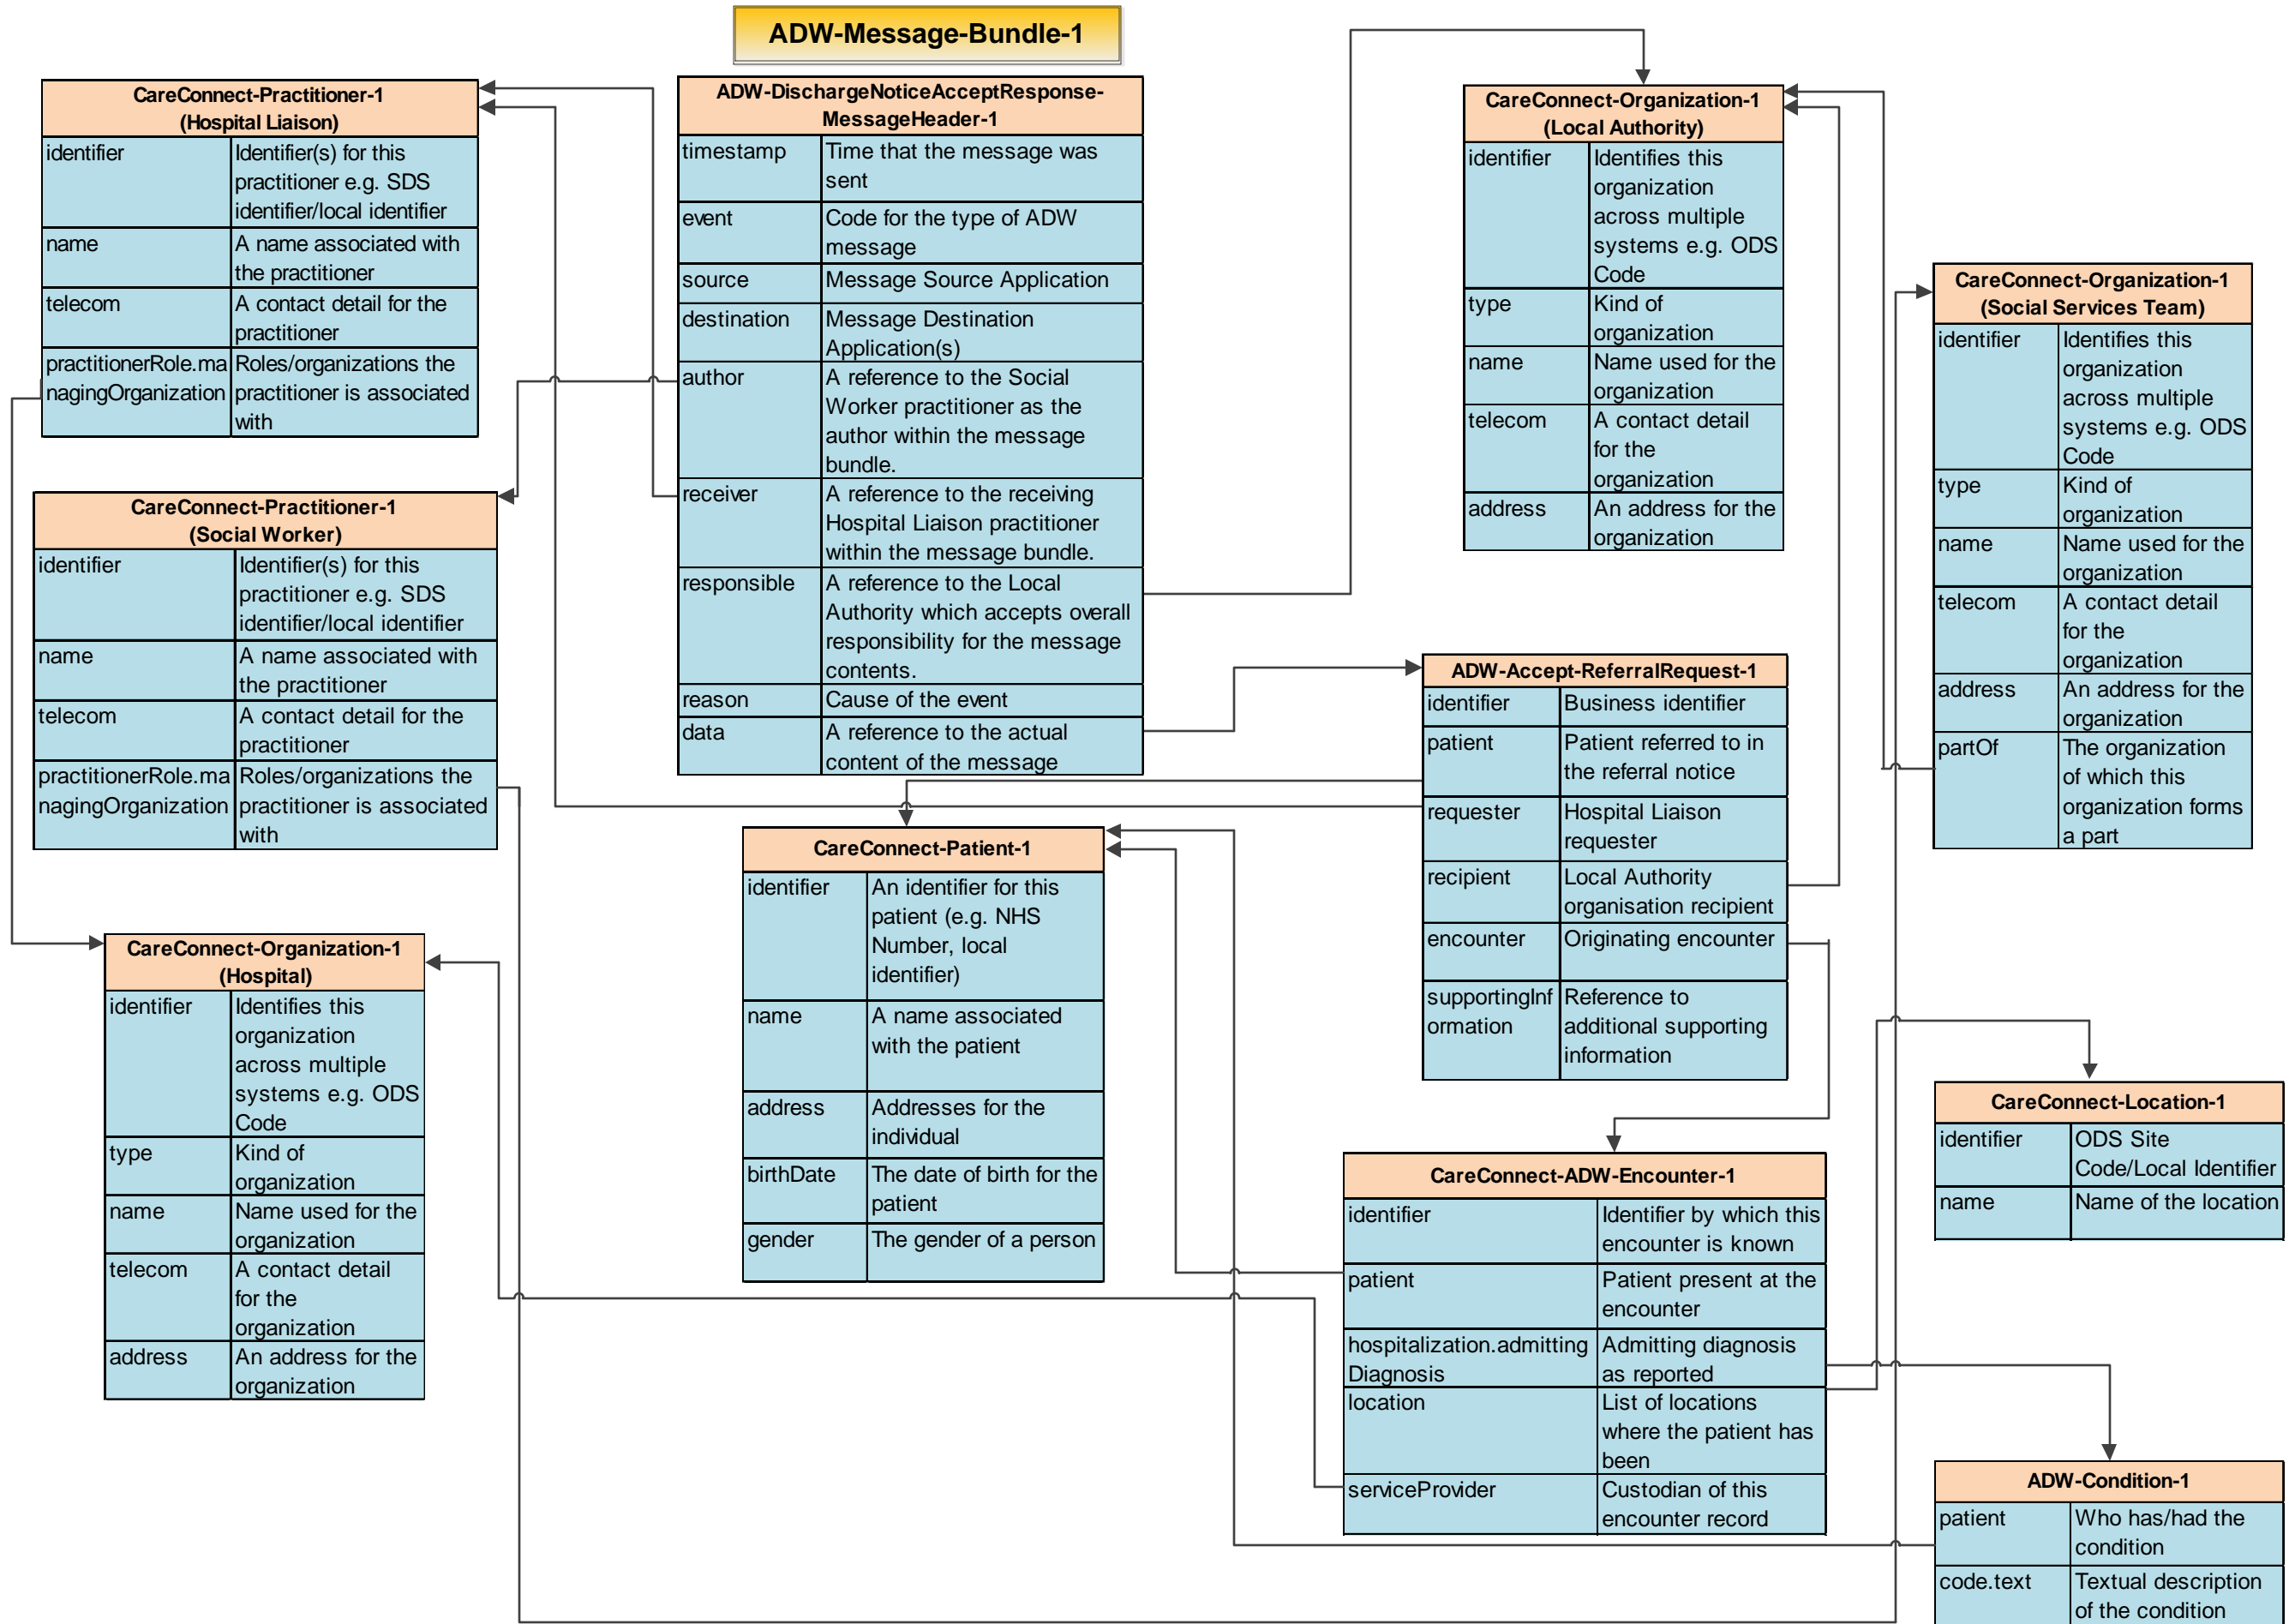 ADW-Message-Bundle-1
CareConnect-Practitioner-1
(Hospital Liaison)
identifier
Identifier(s) for this
practitioner e.g. SDS
identifier/local identifier
name
A name associated with
the practitioner
telecom
A contact detail for the
practitioner
practitionerRole.ma
nagingOrganization
Roles/organizations the
practitioner is associated
with
ADW-DischargeNoticeAcceptResponse-
MessageHeader-1
timestamp
Time that the message was
sent
event
Code for the type of ADW
message
source
Message Source Application
destination
Message Destination
Application(s)
author
A reference to the Social
Worker practitioner as the
author within the message
bundle.
receiver
A reference to the receiving
Hospital Liaison practitioner
within the message bundle.
responsible
A reference to the Local
Authority which accepts overall
responsibility for the message
contents.
reason
Cause of the event
data
A reference to the actual
content of the message
CareConnect-Organization-1
(Local Authority)
identifier
Identifies this
organization
across multiple
systems e.g. ODS
Code
type
Kind of
organization
name
Name used for the
organization
telecom
A contact detail
for the
organization
address
An address for the
organization
CareConnect-Organization-1
(Social Services Team)
identifier
Identifies this
organization
across multiple
systems e.g. ODS
Code
type
Kind of
organization
name
Name used for the
organization
telecom
A contact detail
for the
organization
address
An address for the
organization
partOf
The organization
of which this
organization forms
a part
CareConnect-Practitioner-1
(Social Worker)
identifier
Identifier(s) for this
practitioner e.g. SDS
identifier/local identifier
name
A name associated with
the practitioner
telecom
A contact detail for the
practitioner
practitionerRole.ma
nagingOrganization
Roles/organizations the
practitioner is associated
with
ADW-Accept-ReferralRequest-1
identifier
Business identifier
patient
Patient referred to in
the referral notice
requester
Hospital Liaison
requester
recipient
Local Authority
organisation recipient
encounter
Originating encounter
supportingInf
ormation
Reference to
additional supporting
information
CareConnect-Patient-1
identifier
An identifier for this
patient (e.g. NHS
Number, local
identifier)
name
A name associated
with the patient
address
Addresses for the
individual
birthDate
The date of birth for the
patient
gender
The gender of a person
CareConnect-Organization-1
(Hospital)
identifier
Identifies this
organization
across multiple
systems e.g. ODS
Code
type
Kind of
organization
name
Name used for the
organization
telecom
A contact detail
for the
organization
address
An address for the
organization
CareConnect-Location-1
identifier
ODS Site
Code/Local Identifier
name
Name of the location
CareConnect-ADW-Encounter-1
identifier
Identifier by which this
encounter is known
patient
Patient present at the
encounter
hospitalization.admitting
Diagnosis
Admitting diagnosis
as reported
location
List of locations
where the patient has
been
serviceProvider
Custodian of this
encounter record
ADW-Condition-1
patient
Who has/had the
condition
code.text
Textual description
of the condition